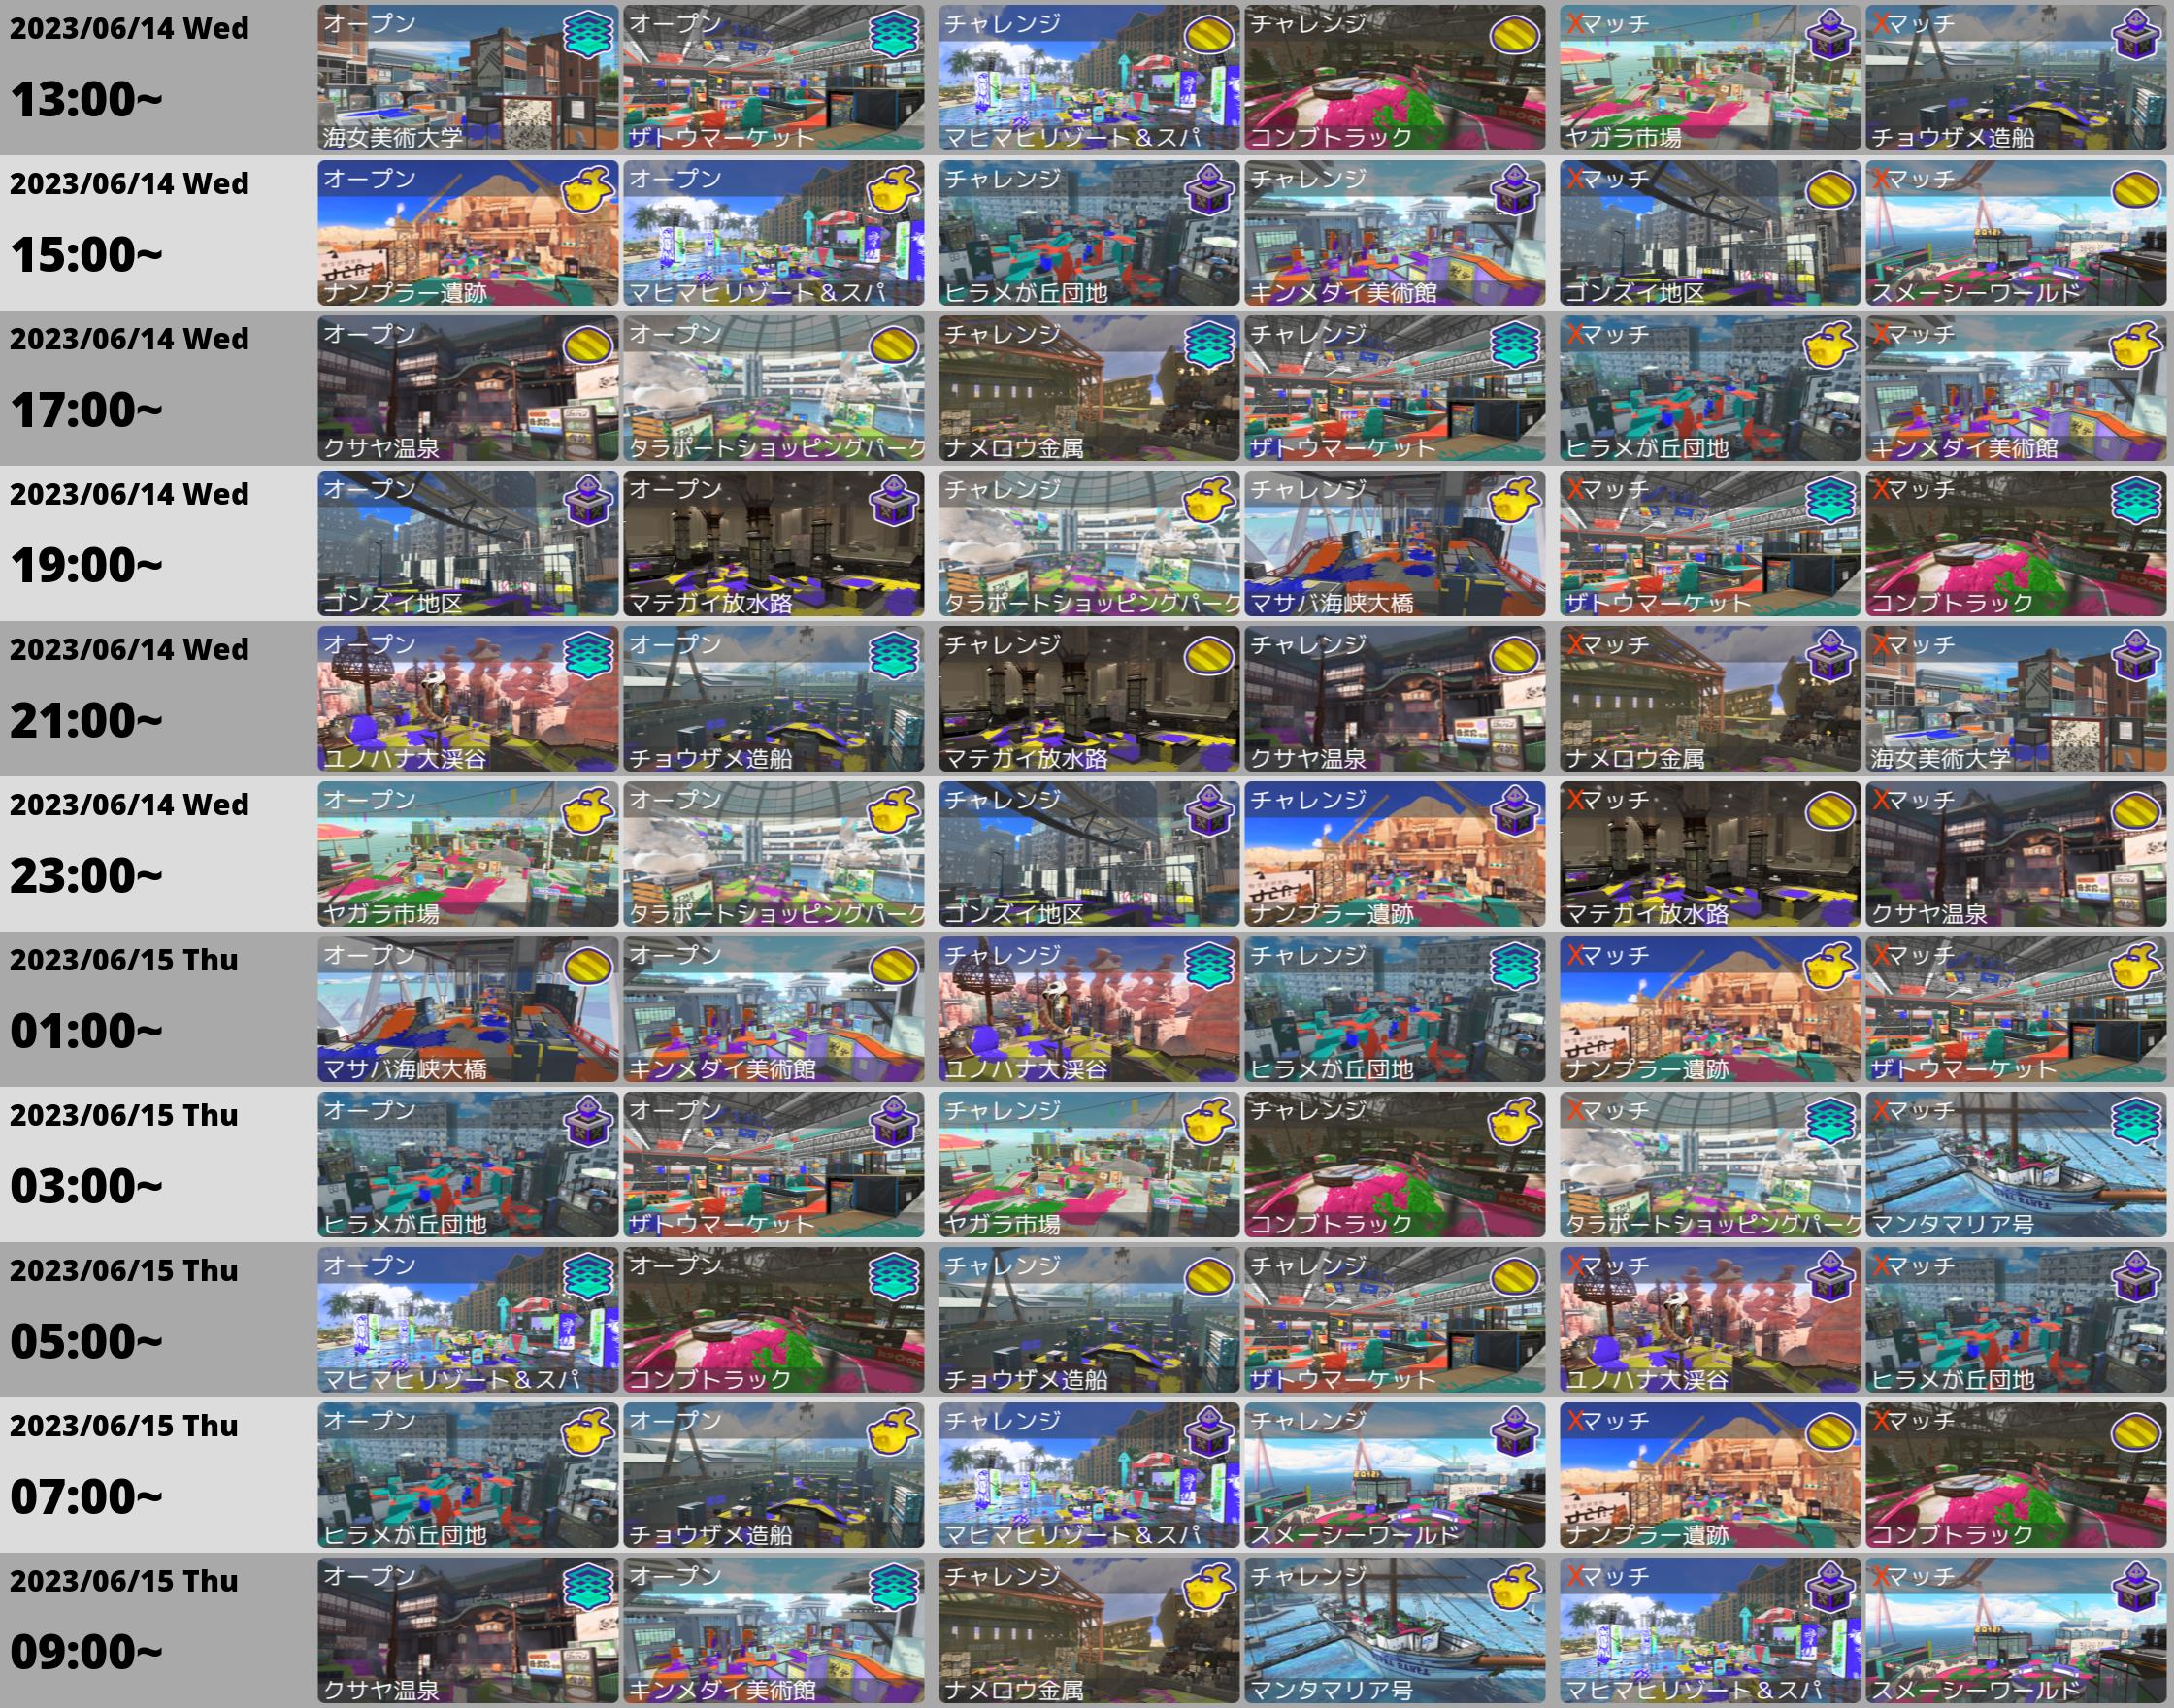 2023/06/14 Wed
13:00~
オープン
海女美術大学
オープン
ザトウマーケット
チャレンジ
マヒマヒリゾート＆スパ
チャレンジ
コンブトラック
Xマッチ
ヤガラ市場
Xマッチ
チョウザメ造船
2023/06/14 Wed
15:00~
オープン
ナンプラー遺跡
オープン
マヒマヒリゾート＆スパ
チャレンジ
ヒラメが丘団地
チャレンジ
キンメダイ美術館
Xマッチ
ゴンズイ地区
Xマッチ
スメーシーワールド
2023/06/14 Wed
17:00~
オープン
クサヤ温泉
オープン
タラポートショッピングパーク
チャレンジ
ナメロウ金属
チャレンジ
ザトウマーケット
Xマッチ
ヒラメが丘団地
Xマッチ
キンメダイ美術館
2023/06/14 Wed
19:00~
オープン
ゴンズイ地区
オープン
マテガイ放水路
チャレンジ
タラポートショッピングパーク
チャレンジ
マサバ海峡大橋
Xマッチ
ザトウマーケット
Xマッチ
コンブトラック
2023/06/14 Wed
21:00~
オープン
ユノハナ大渓谷
オープン
チョウザメ造船
チャレンジ
マテガイ放水路
チャレンジ
クサヤ温泉
Xマッチ
ナメロウ金属
Xマッチ
海女美術大学
2023/06/14 Wed
23:00~
オープン
ヤガラ市場
オープン
タラポートショッピングパーク
チャレンジ
ゴンズイ地区
チャレンジ
ナンプラー遺跡
Xマッチ
マテガイ放水路
Xマッチ
クサヤ温泉
2023/06/15 Thu
01:00~
オープン
マサバ海峡大橋
オープン
キンメダイ美術館
チャレンジ
ユノハナ大渓谷
チャレンジ
ヒラメが丘団地
Xマッチ
ナンプラー遺跡
Xマッチ
ザトウマーケット
2023/06/15 Thu
03:00~
オープン
ヒラメが丘団地
オープン
ザトウマーケット
チャレンジ
ヤガラ市場
チャレンジ
コンブトラック
Xマッチ
タラポートショッピングパーク
Xマッチ
マンタマリア号
2023/06/15 Thu
05:00~
オープン
マヒマヒリゾート＆スパ
オープン
コンブトラック
チャレンジ
チョウザメ造船
チャレンジ
ザトウマーケット
Xマッチ
ユノハナ大渓谷
Xマッチ
ヒラメが丘団地
2023/06/15 Thu
07:00~
オープン
ヒラメが丘団地
オープン
チョウザメ造船
チャレンジ
マヒマヒリゾート＆スパ
チャレンジ
スメーシーワールド
Xマッチ
ナンプラー遺跡
Xマッチ
コンブトラック
2023/06/15 Thu
09:00~
オープン
クサヤ温泉
オープン
キンメダイ美術館
チャレンジ
ナメロウ金属
チャレンジ
マンタマリア号
Xマッチ
マヒマヒリゾート＆スパ
Xマッチ
スメーシーワールド